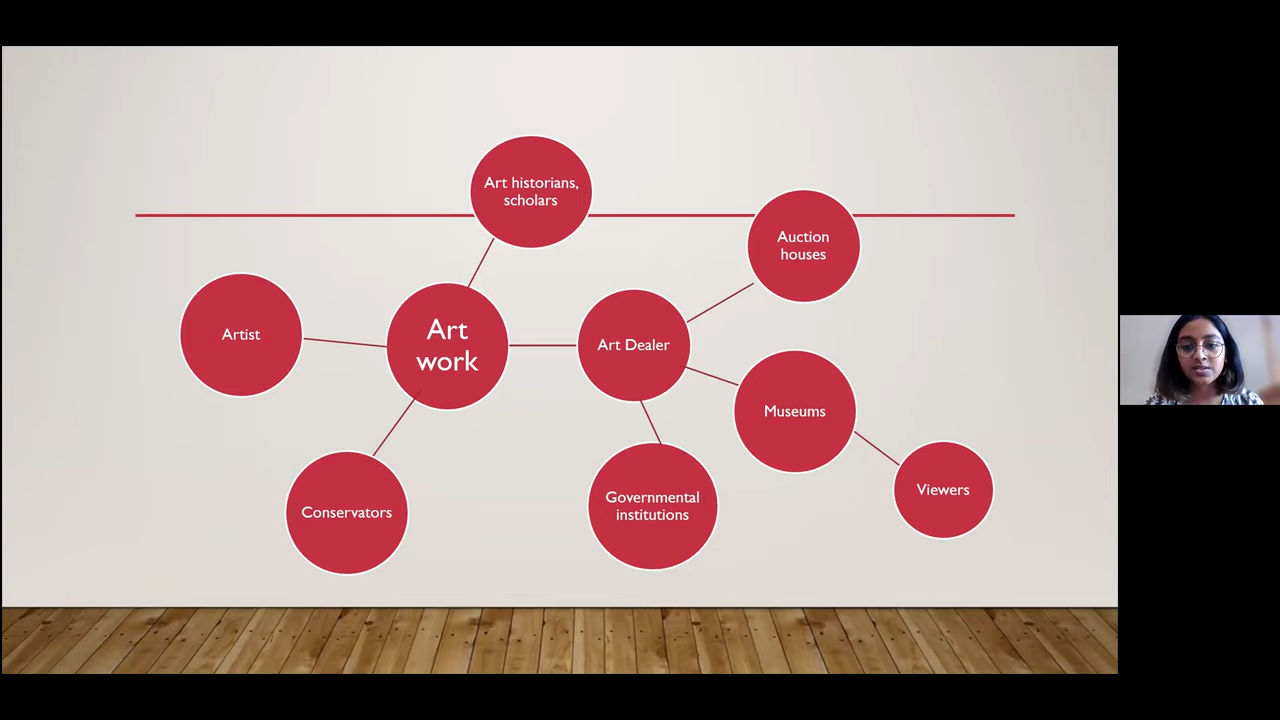 Art historians,
scholars
Auction
houses
Artist
Art
work
Art Dealer
Museums
Viewers
Governmental
institutions
Conservators